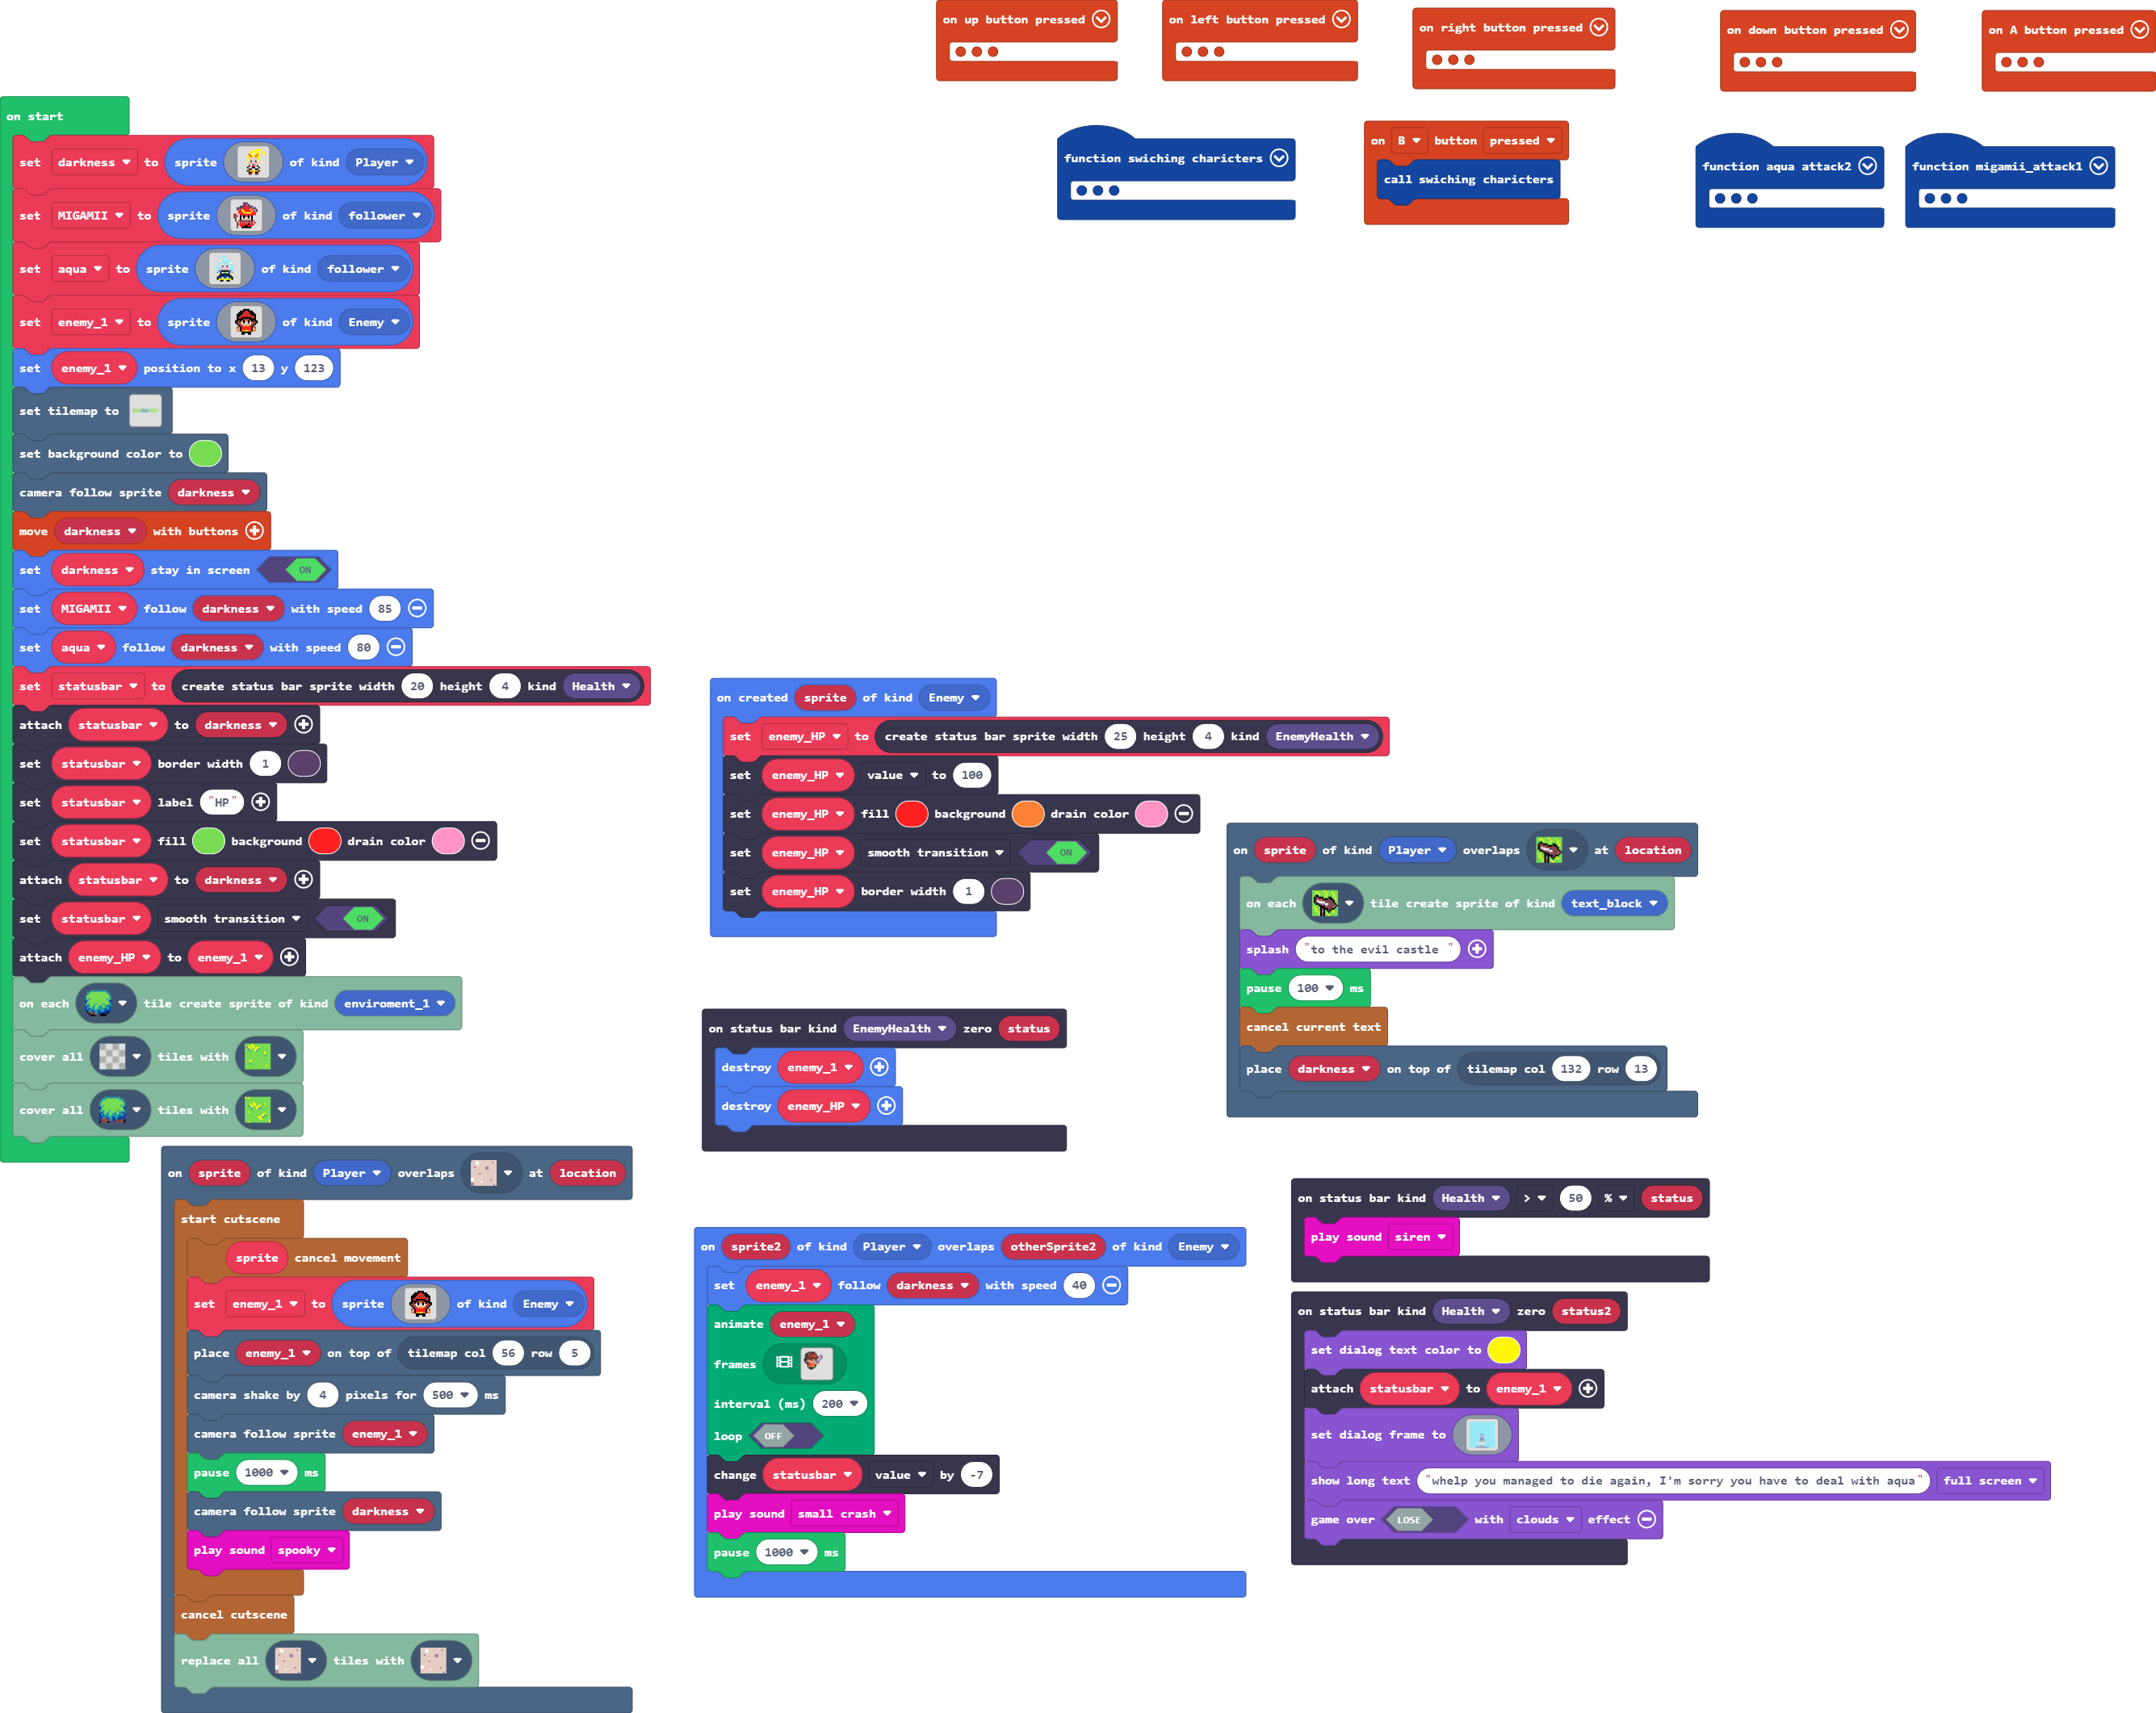 on up button pressed
on left button pressed
on right button pressed
on down button pressed
on A button pressed
function swiching charicters
on B button pressed
call swiching charicters
function aqua attack2
function migamii_attack1
on start
set darkness to sprite of kind Player
set MIGAMII to sprite of kind follower
set aqua to sprite of kind follower
set enemy_1 to sprite of kind Enemy
set enemy_1 position to x 13 y 123
set tilemap to
set background color to
camera follow sprite darkness
move darkness with buttons
set darkness stay in screen ON
set MIGAMII follow darkness with speed 85
set aqua follow darkness with speed 80
set statusbar to create status bar sprite width 20 height 4 kind Health
attach statusbar to darkness
set statusbar border width 1
set statusbar label "HP"
set statusbar fill background drain color
attach statusbar to darkness
set statusbar smooth transition ON
attach enemy_HP to enemy_1
on each tile create sprite of kind enviroment_1
cover all tiles with
cover all tiles with
on created sprite of kind Enemy
set enemy_HP to create status bar sprite width 25 height 4 kind EnemyHealth
set enemy_HP value to 100
set enemy_HP fill background drain color
set enemy_HP smooth transition ON
set enemy_HP border width 1
on sprite of kind Player overlaps at location
on each tile create sprite of kind text_block
splash "to the evil castle "
pause 100 ms
cancel current text
place darkness on top of tilemap col 132 row 13
on status bar kind EnemyHealth zero status
destroy enemy_1
destroy enemy_HP
on sprite of kind Player overlaps at location
start cutscene
sprite cancel movement
set enemy_1 to sprite of kind Enemy
place enemy_1 on top of tilemap col 56 row 5
camera shake by 4 pixels for 500 ms
camera follow sprite enemy_1
pause 1000 ms
camera follow sprite darkness
play sound spooky
cancel cutscene
replace all tiles with
on sprite2 of kind Player overlaps otherSprite2 of kind Enemy
set enemy_1 follow darkness with speed 40
animate enemy_1
frames
interval (ms) 200
loop OFF
change statusbar value by -7
play sound small crash
pause 1000 ms
on status bar kind Health > 50 % status
play sound siren
on status bar kind Health zero status2
set dialog text color to
attach statusbar to enemy_1
set dialog frame to
show long text "whelp you managed to die again, I'm sorry you have to deal with aqua" full screen
game over LOSE with clouds effect